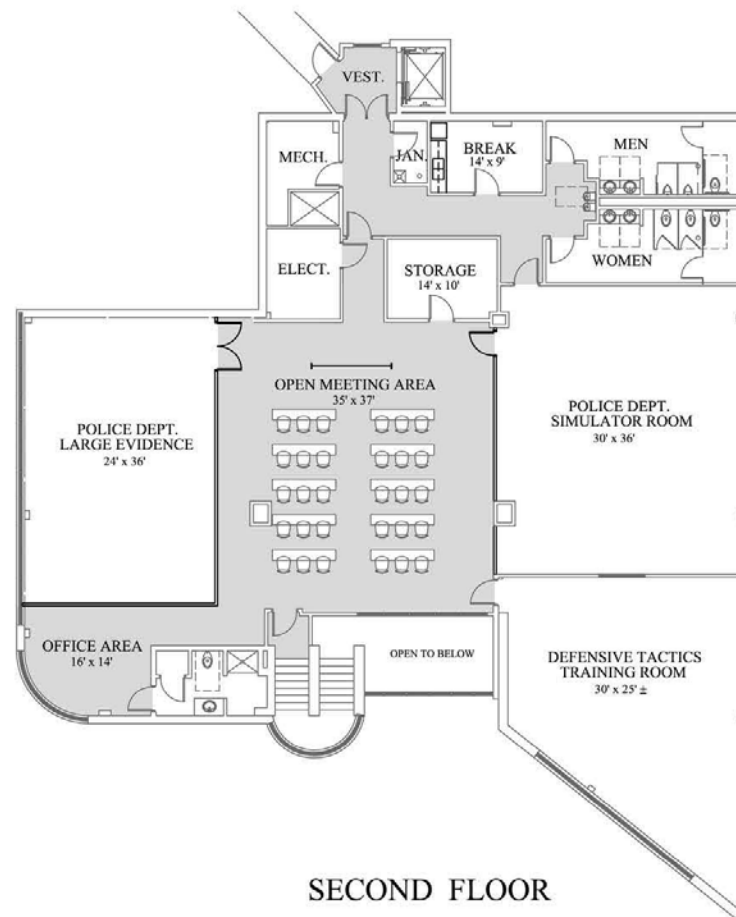 VEST.
MECH.
JAN.
BREAK
14' x 9'
MEN
ELECT.
STORAGE
14' x 10'
WOMEN
OPEN MEETING AREA
35' x 37'
POLICE DEPT.
LARGE EVIDENCE
24' x 36'
POLICE DEPT.
SIMULATOR ROOM
30' x 36'
OFFICE AREA
16' x 14'
OPEN TO BELOW
DEFENSIVE TACTICS
TRAINING ROOM
30' x 25' ±
SECOND FLOOR